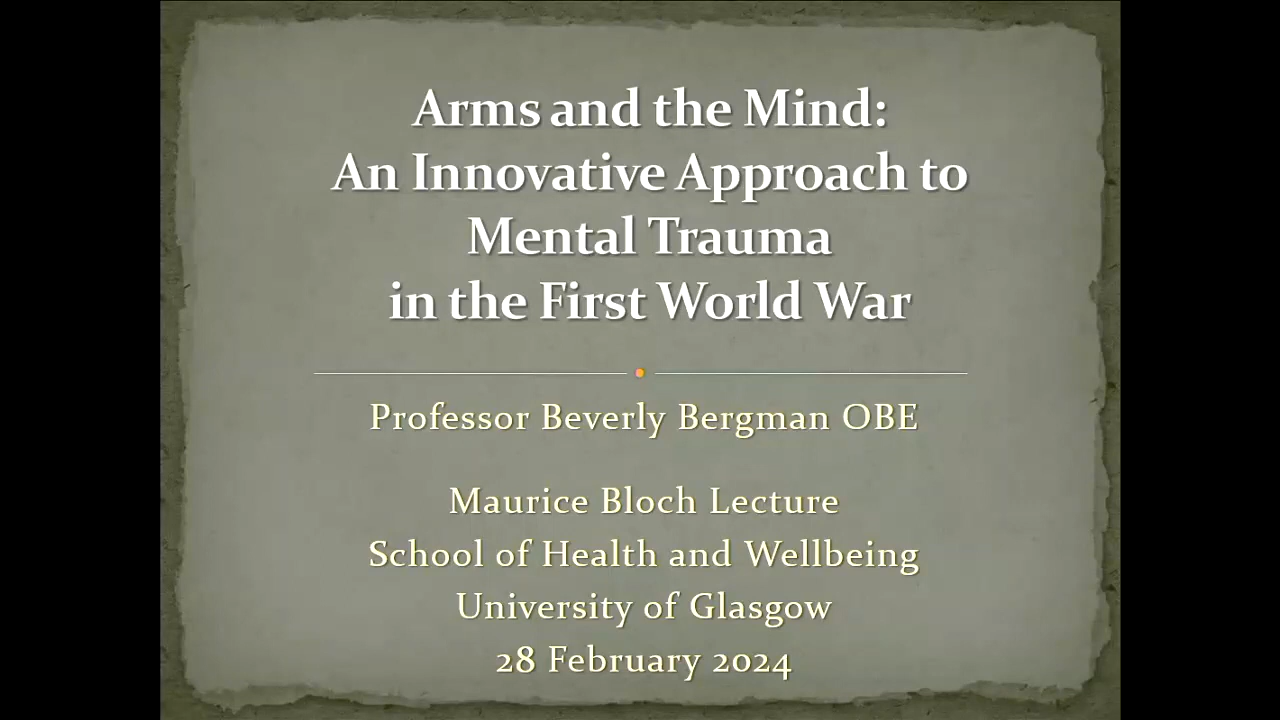 Arms and the Mind:
An Innovative Approach to
Mental Trauma
in the First World War
Professor Beverly Bergman OBE
Maurice Bloch Lecture
School of Health and Wellbeing
University of Glasgow
28 February 2024